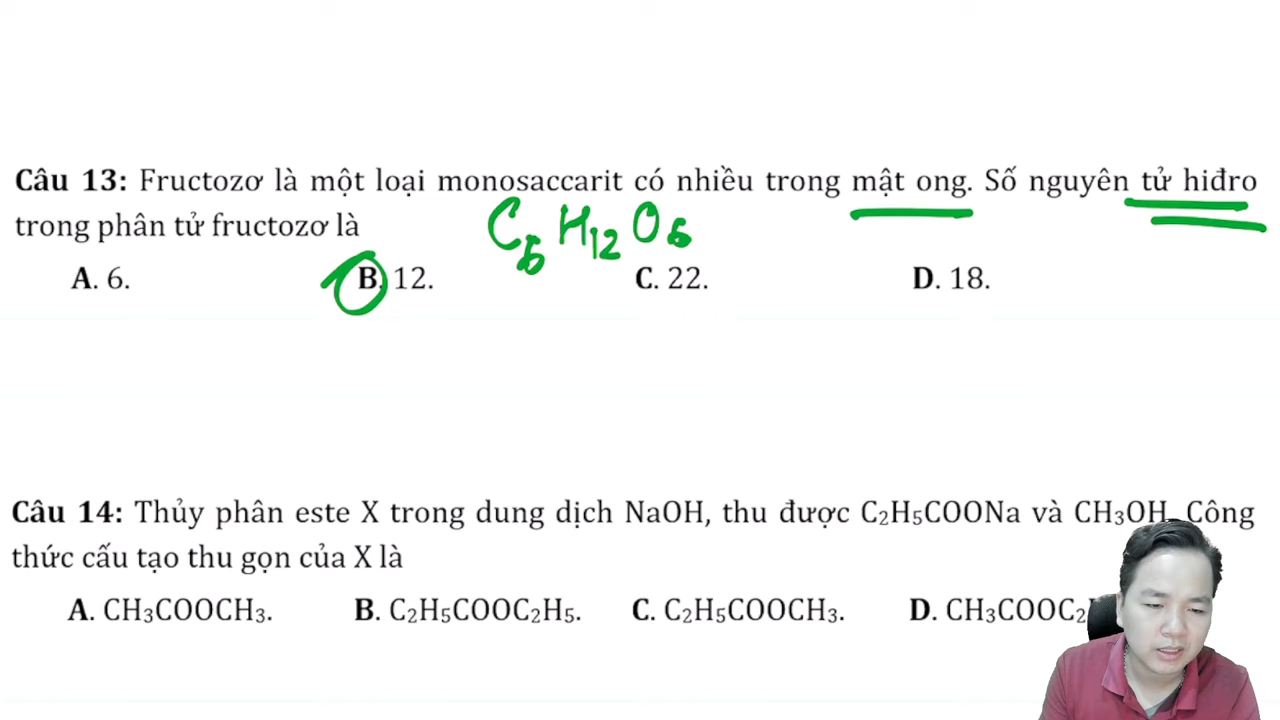 Câu 13: Fructozơ là một loại monosaccarit có nhiều trong mật ong. Số nguyên tử hiđro
trong phân tử fructozơ là
C₆H₁₂O₆
A. 6. B. 12. C. 22. D. 18.
Câu 14: Thủy phân este X trong dung dịch NaOH, thu được C₂H₅COONa và CH₃OH. Công
thức cấu tạo thu gọn của X là
A. CH₃COOCH₃. B. C₂H₅COOC₂H₅. C. C₂H₅COOCH₃. D. CH₃COOC₂